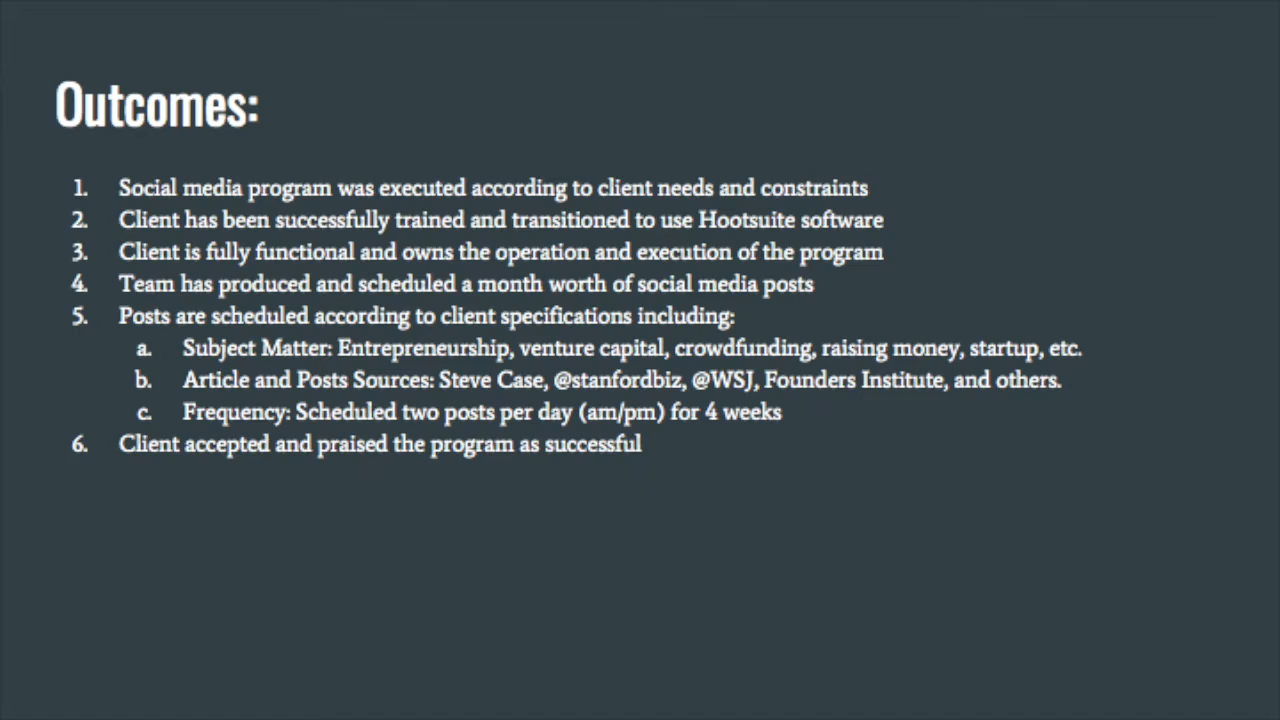 Outcomes:
1. Social media program was executed according to client needs and constraints
2. Client has been successfully trained and transitioned to use Hootsuite software
3. Client is fully functional and owns the operation and execution of the program
4. Team has produced and scheduled a month worth of social media posts
5. Posts are scheduled according to client specifications including:
a. Subject Matter: Entrepreneurship, venture capital, crowdfunding, raising money, startup, etc.
b. Article and Posts Sources: Steve Case, @stanfordbiz, @WSJ, Founders Institute, and others.
c. Frequency: Scheduled two posts per day (am/pm) for 4 weeks
6. Client accepted and praised the program as successful